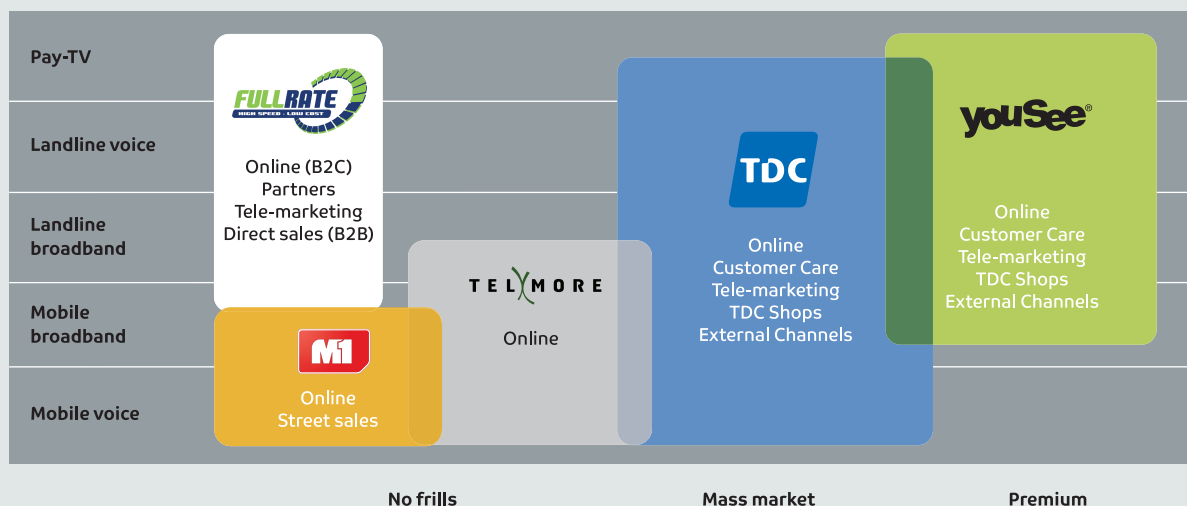 Pay-TV
Landline voice
Landline
broadband
Mobile
broadband
Mobile voice
FULLRATE
HIGH SPEED - LOW COST
Online (B2C)
Partners
Tele-marketing
Direct sales (B2B)
M1
Online
Street sales
TELMORE
Online
TDC
Online
Customer Care
Tele-marketing
TDC Shops
External Channels
youSee®
Online
Customer Care
Tele-marketing
TDC Shops
External Channels
No frills
Mass market
Premium